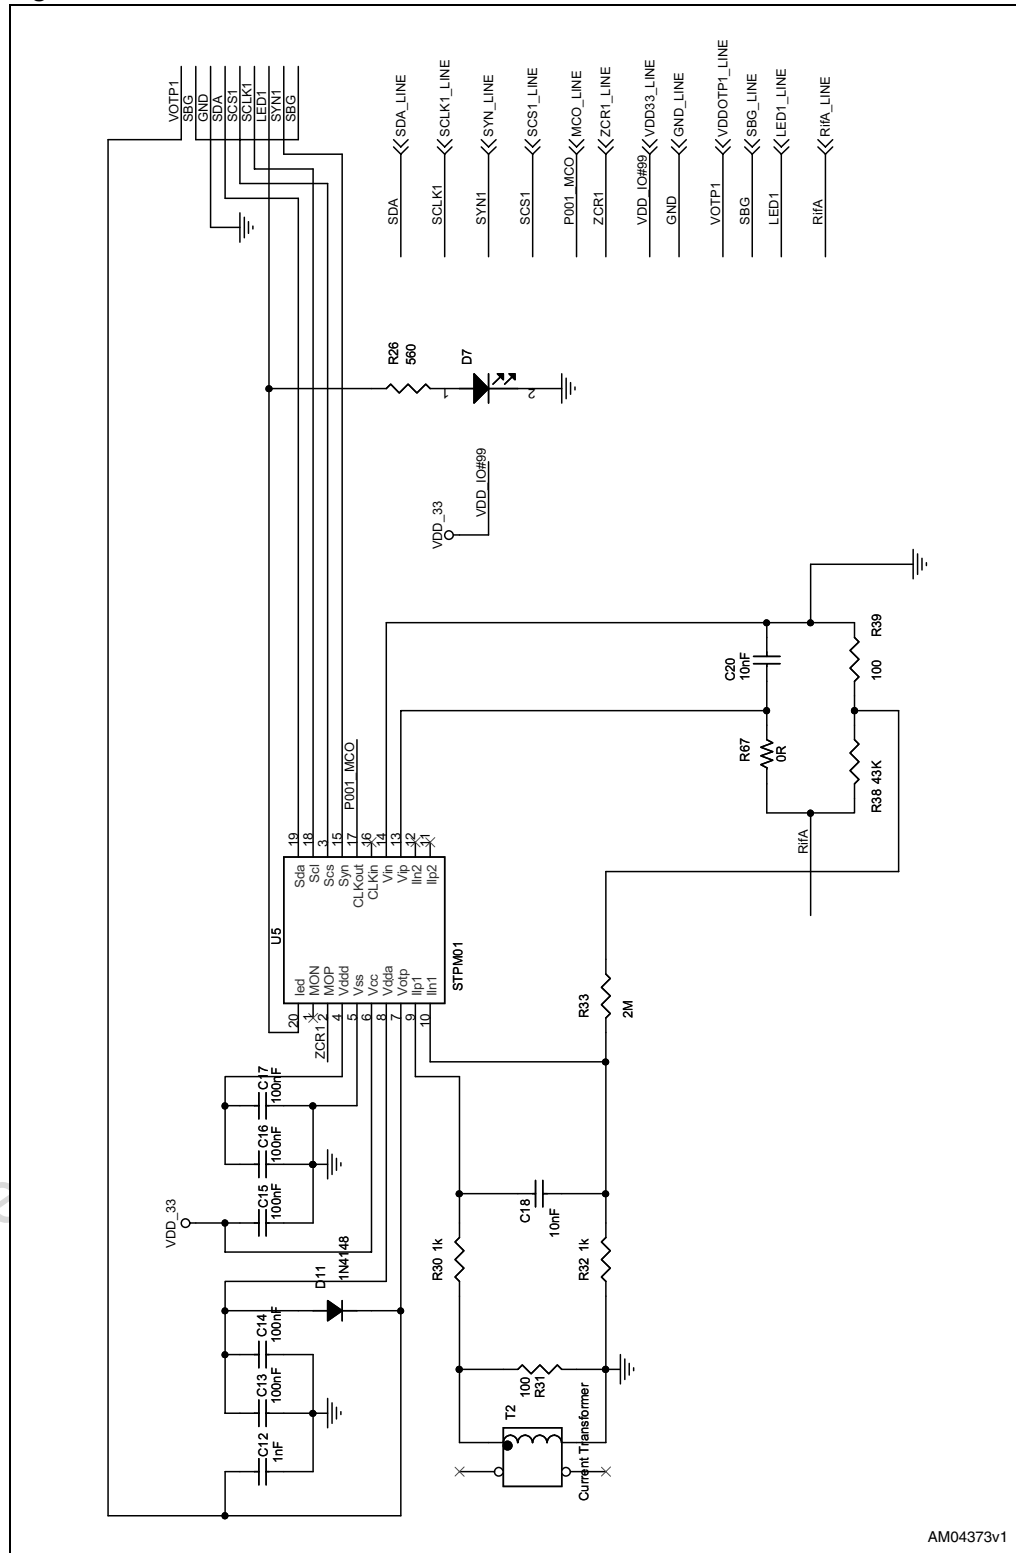 VOTP1
SBG
GND
SDA
SCS1
SCLK1
LED1
SYN1
SBG
SDA_LINE
SCLK1_LINE
SYN_LINE
SCS1_LINE
MCO_LINE
ZCR1_LINE
VDD33_LINE
GND_LINE
VDDOTP1_LINE
SBG_LINE
LED1_LINE
RifA_LINE
SDA
SCLK1
SYN1
SCS1
P001_MCO
ZCR1
VDD_IO#99
GND
VOTP1
SBG
LED1
RifA
R26
560
D7
1
2
VDD_33
VDD_IO#99
C20
10nF
R39
100
R67
0R
R38 43K
RifA
P001_MCO
19
18
3
15
17
16
14
13
12
11
Sda
Scl
Scs
Syn
CLKout
CLKin
Vin
Vip
IIn2
IIp2
U5
STPM01
led
MON
MOP
Vddd
Vss
Vcc
Vdda
Votp
IIp1
IIn1
20
1
2
4
5
6
8
7
9
10
ZCR1
R33
2M
C17
100nF
C16
100nF
C15
100nF
VDD_33
C18
10nF
R30 1k
R32 1k
D11
1N4148
C14
100nF
C13
100nF
C12
1nF
100
R31
T2
Current Transformer
AM04373v1